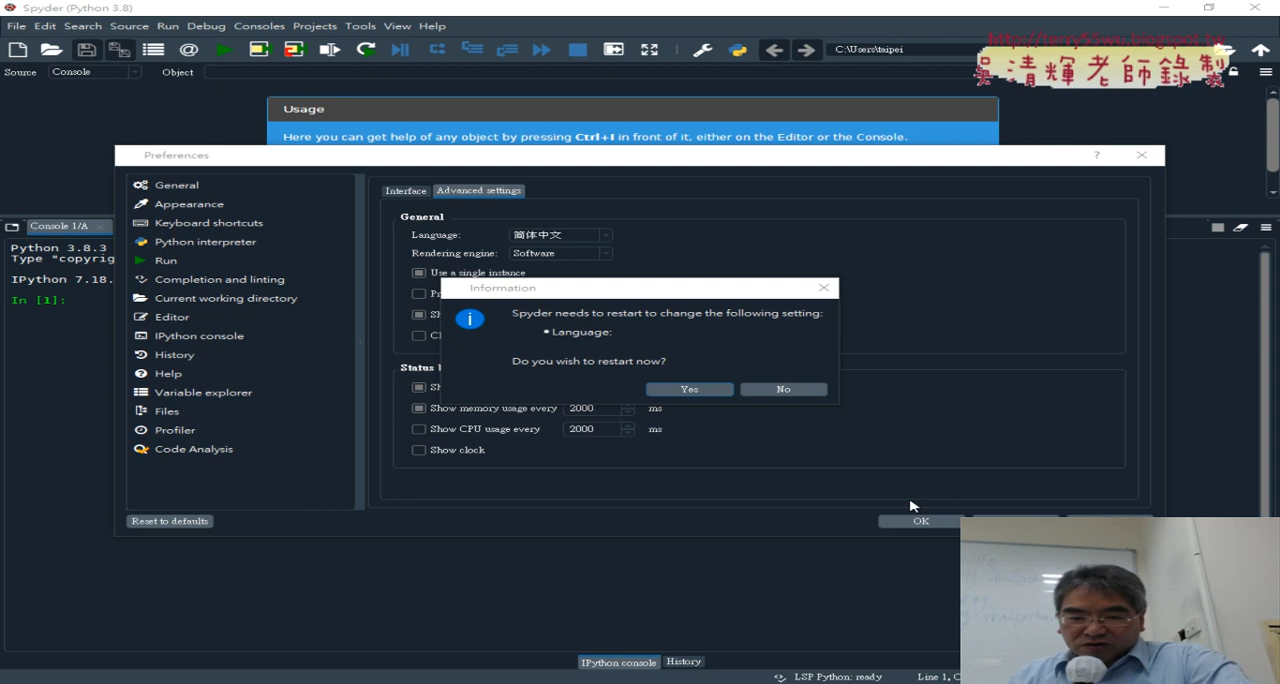 Spyder (Python 3.8)
File Edit Search Source Run Debug Consoles Projects Tools View Help
C:\Users\taipei
Http://terry55wu.blogspot.tw
吳清輝老師錄製
Source Console Object
Usage
Here you can get help of any object by pressing Ctrl+I in front of it, either on the Editor or the Console.
Preferences
General
Appearance
Keyboard shortcuts
Python interpreter
Run
Completion and linting
Current working directory
Editor
IPython console
History
Help
Variable explorer
Files
Profiler
Code Analysis
Reset to defaults
Interface Advanced settings
General
Language: 简体中文
Rendering engine: Software
Use a single instance
Information
Spyder needs to restart to change the following setting:
• Language:
Do you wish to restart now?
Yes No
Show memory usage every 2000 ms
Show CPU usage every 2000 ms
Show clock
OK
Console 1/A
Python 3.8.3
Type "copyrig
IPython 7.18.
In [1]:
IPython console History
LSP Python: ready Line 1, C